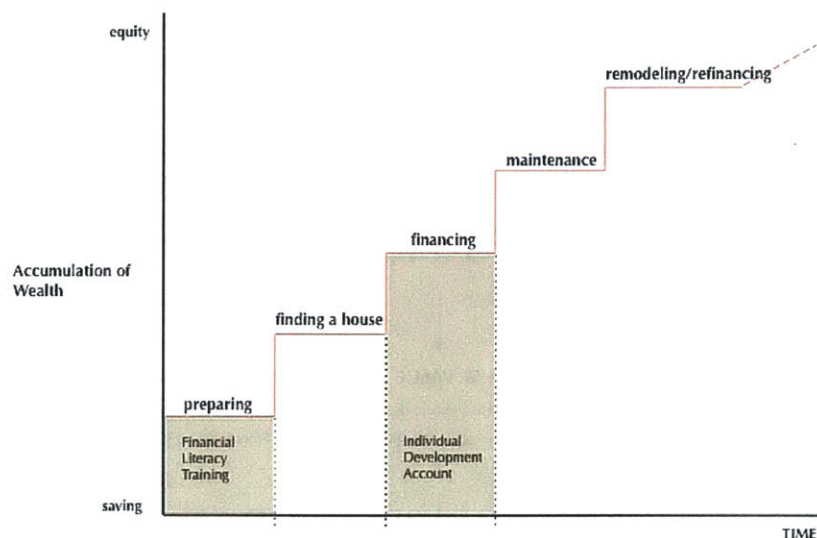 equity
remodeling/refinancing
maintenance
financing
Accumulation of
Wealth
finding a house
preparing
Financial
Literacy
Training
Individual
Development
Account
saving
TIME